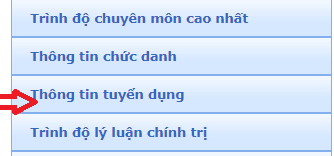 Trình độ chuyên môn cao nhất
Thông tin chức danh
Thông tin tuyển dụng
Trình độ lý luận chính trị